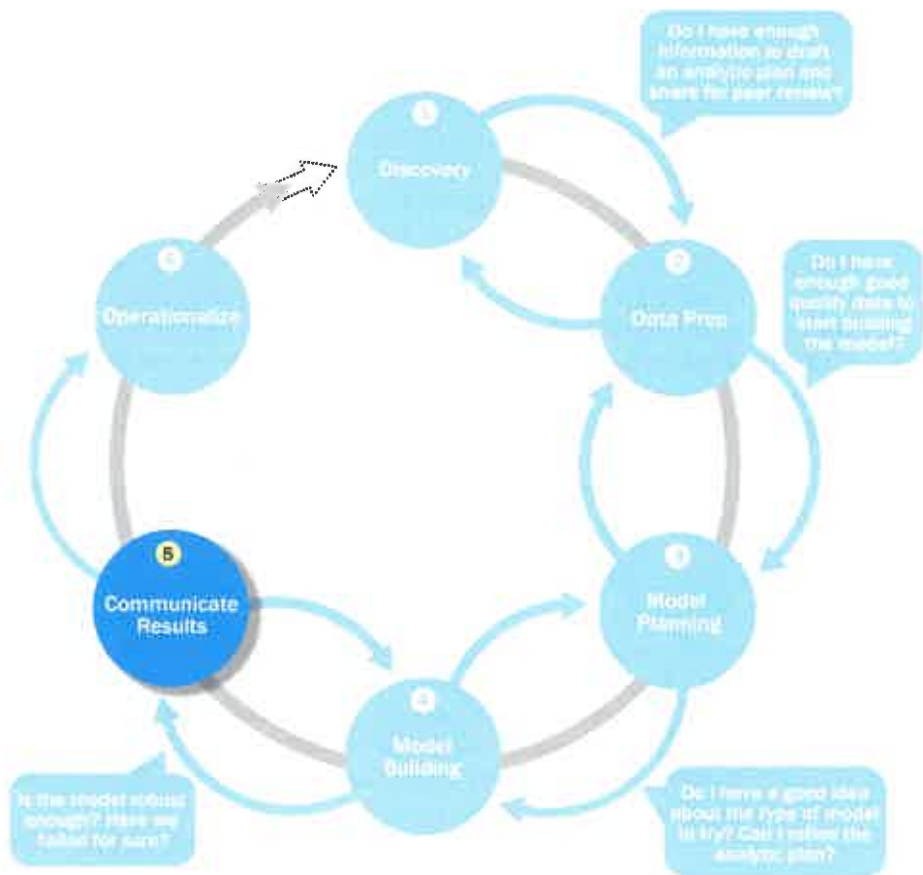 Do I have enough
information to draft
an analytic plan and
share for peer review?
1
Discovery
2
Data Prep
Do I have
enough good
quality data to
start building
the model?
6
Operationalize
3
Model
Planning
5
Communicate
Results
4
Model
Building
Is the model robust
enough? Have we
failed for sure?
Do I have a good idea
about the type of model
to try? Can I refine the
analytic plan?